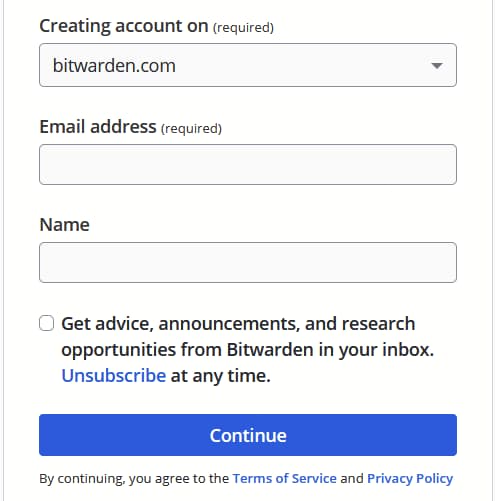 Creating account on (required)
bitwarden.com
Email address (required)
Name
Get advice, announcements, and research
opportunities from Bitwarden in your inbox.
Unsubscribe at any time.
Continue
By continuing, you agree to the Terms of Service and Privacy Policy